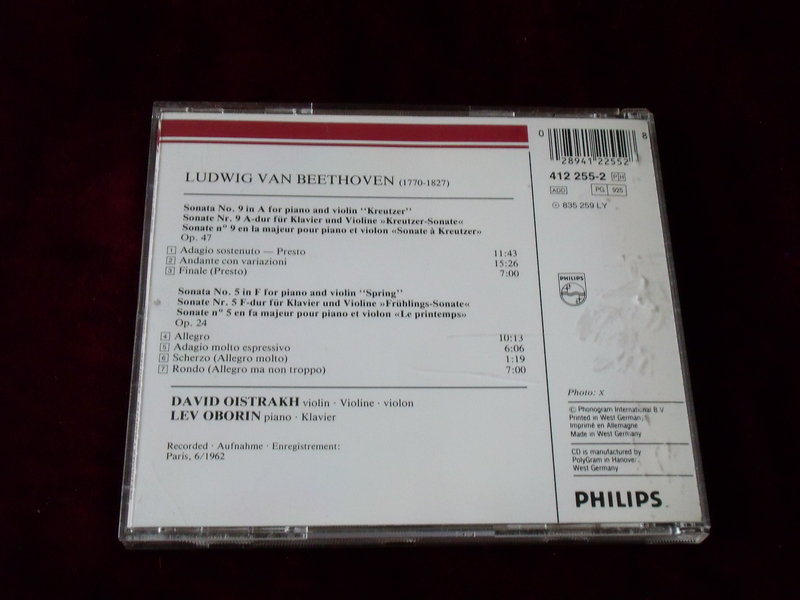 LUDWIG VAN BEETHOVEN (1770-1827)
Sonata No. 9 in A for piano and violin "Kreutzer"
Sonate Nr. 9 A-dur für Klavier und Violine »Kreutzer-Sonate«
Sonate n° 9 en la majeur pour piano et violon «Sonate à Kreutzer»
Op. 47
1 Adagio sostenuto — Presto 11:43
2 Andante con variazioni 15:26
3 Finale (Presto) 7:00
Sonata No. 5 in F for piano and violin "Spring"
Sonate Nr. 5 F-dur für Klavier und Violine »Frühlings-Sonate«
Sonate n° 5 en fa majeur pour piano et violon «Le printemps»
Op. 24
4 Allegro 10:13
5 Adagio molto espressivo 6:06
6 Scherzo (Allegro molto) 1:19
7 Rondo (Allegro ma non troppo) 7:00
DAVID OISTRAKH violin · Violine · violon
LEV OBORIN piano · Klavier
Recorded · Aufnahme · Enregistrement:
Paris, 6/1962
0 28941 22552 8
412 255-2 PH
ADD PG 925
835 259 LY
PHILIPS
Photo: x
© Phonogram International B.V.
Printed in West Germany
Imprimé en Allemagne
Made in West Germany
CD is manufactured by
PolyGram in Hanover
West Germany
PHILIPS